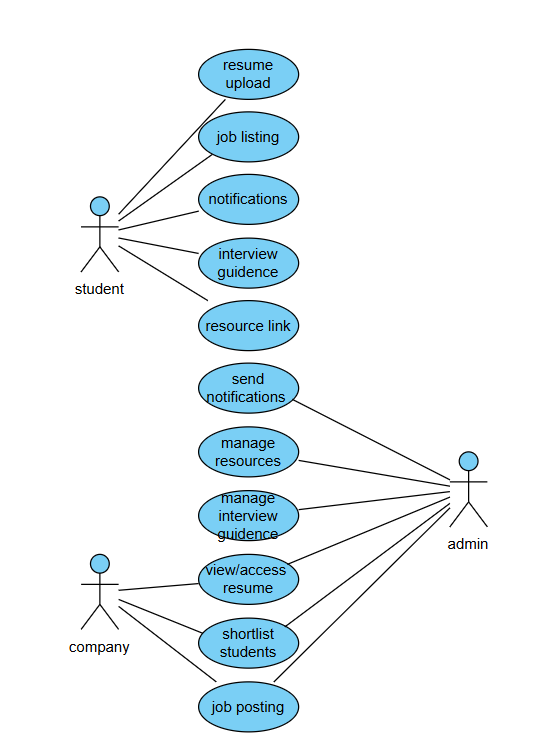 resume
upload
job listing
notifications
interview
guidence
student
resource link
send
notifications
manage
resources
manage
interview
guidence
admin
view/access
resume
shortlist
students
company
job posting